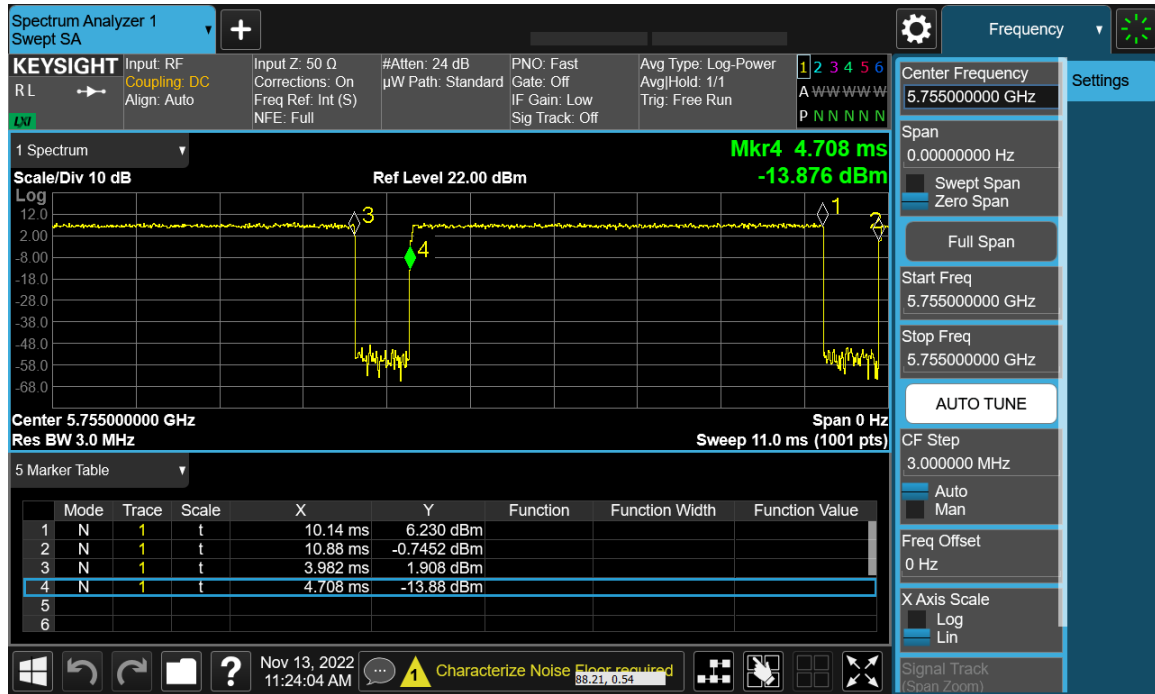 Spectrum Analyzer 1
Swept SA
+
Frequency
KEYSIGHT
RL
LXI
Input: RF
Coupling: DC
Align: Auto
Input Z: 50 Ω
Corrections: On
Freq Ref: Int (S)
NFE: Full
#Atten: 24 dB
µW Path: Standard
PNO: Fast
Gate: Off
IF Gain: Low
Sig Track: Off
Avg Type: Log-Power
Avg|Hold: 1/1
Trig: Free Run
1 2 3 4 5 6
A W W W W W
P N N N N N
1 Spectrum
Mkr4 4.708 ms
-13.876 dBm
Scale/Div 10 dB
Ref Level 22.00 dBm
Log
12.0
2.00
-8.00
-18.0
-28.0
-38.0
-48.0
-58.0
-68.0
3
4
1
2
Center 5.755000000 GHz
Span 0 Hz
Res BW 3.0 MHz
Sweep 11.0 ms (1001 pts)
5 Marker Table
Mode Trace Scale X Y Function Function Width Function Value
1 N 1 t 10.14 ms 6.230 dBm
2 N 1 t 10.88 ms -0.7452 dBm
3 N 1 t 3.982 ms 1.908 dBm
4 N 1 t 4.708 ms -13.88 dBm
5
6
Center Frequency
5.755000000 GHz
Span
0.00000000 Hz
Swept Span
Zero Span
Full Span
Start Freq
5.755000000 GHz
Stop Freq
5.755000000 GHz
AUTO TUNE
CF Step
3.000000 MHz
Auto
Man
Freq Offset
0 Hz
X Axis Scale
Log
Lin
Signal Track
(Span Zoom)
Settings
?
Nov 13, 2022
11:24:04 AM
1
Characterize Noise Floor required
88.21, 0.54